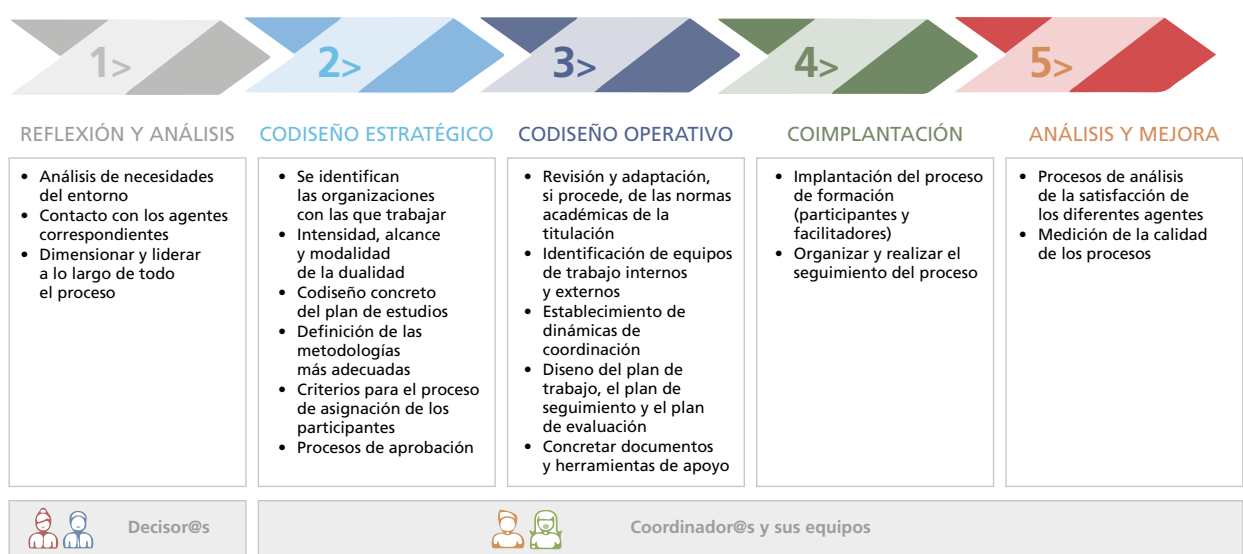 1>
2>
3>
4>
5>
REFLEXIÓN Y ANÁLISIS
CODISEÑO ESTRATÉGICO
CODISEÑO OPERATIVO
COIMPLANTACIÓN
ANÁLISIS Y MEJORA
• Análisis de necesidades
del entorno
• Contacto con los agentes
correspondientes
• Dimensionar y liderar
a lo largo de todo
el proceso
• Se identifican
las organizaciones
con las que trabajar
• Intensidad, alcance
y modalidad
de la dualidad
• Codiseño concreto
del plan de estudios
• Definición de las
metodologías
más adecuadas
• Criterios para el proceso
de asignación de los
participantes
• Procesos de aprobación
• Revisión y adaptación,
si procede, de las normas
académicas de la
titulación
• Identificación de equipos
de trabajo internos
y externos
• Establecimiento de
dinámicas de
coordinación
• Diseno del plan de
trabajo, el plan de
seguimiento y el plan
de evaluación
• Concretar documentos
y herramientas de apoyo
• Implantación del proceso
de formación
(participantes y
facilitadores)
• Organizar y realizar el
seguimiento del proceso
• Procesos de análisis
de la satisfacción de
los diferentes agentes
• Medición de la calidad
de los procesos
Decisor@s
Coordinador@s y sus equipos